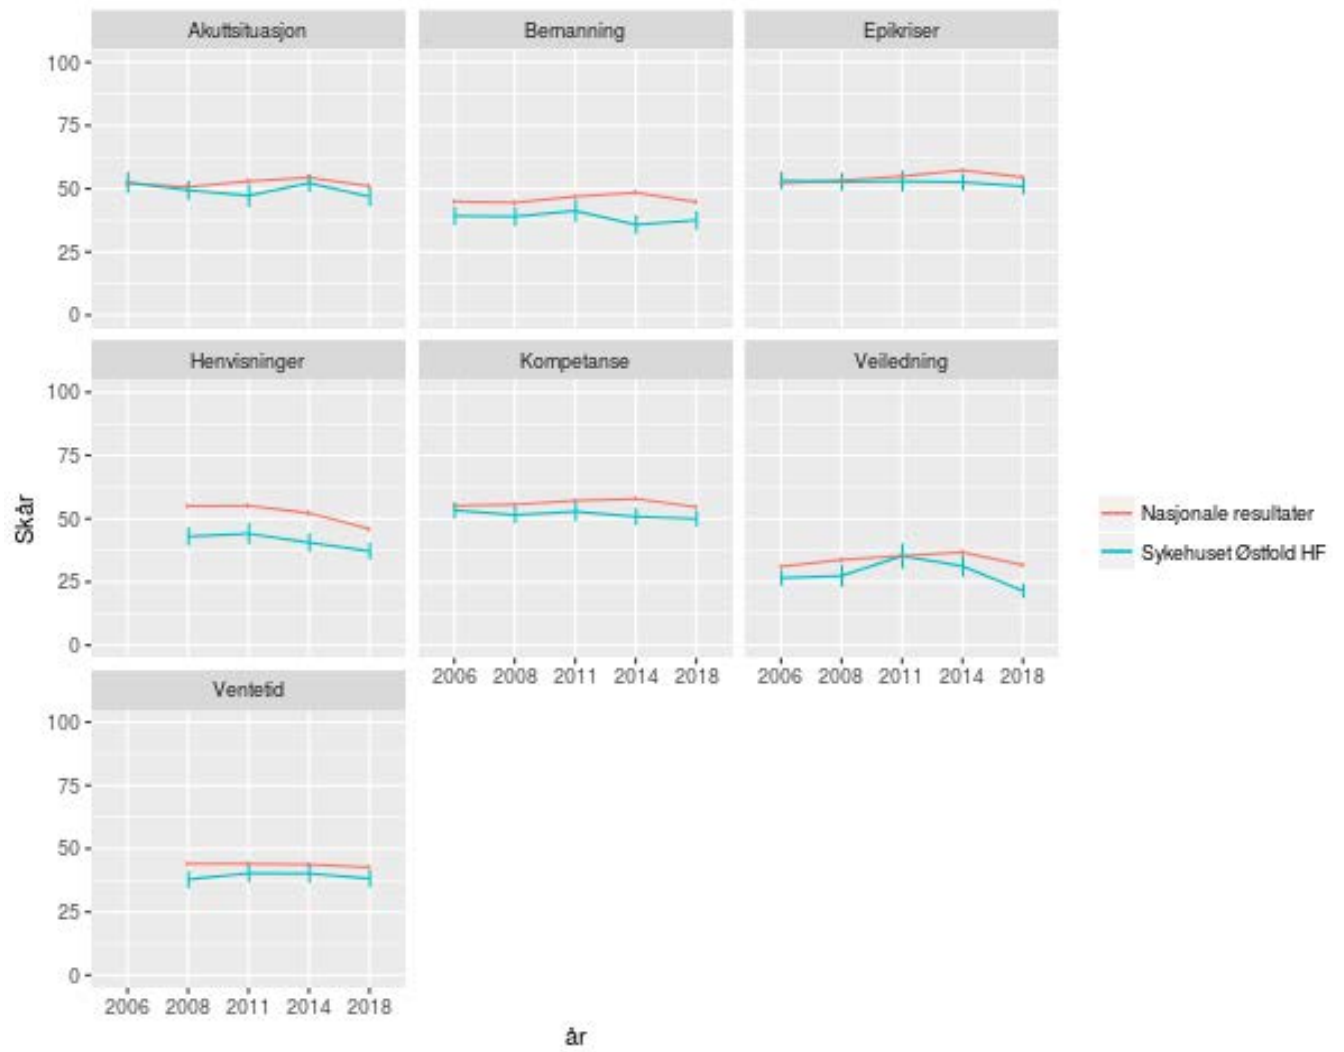 Akuttsituasjon
Bemanning
Epikriser
100
75
50
25
0
Henvisninger
Kompetanse
Veiledning
100
75
50
25
0
Skår
Nasjonale resultater
Sykehuset Østfold HF
2006 2008 2011 2014 2018
2006 2008 2011 2014 2018
Ventetid
100
75
50
25
0
2006 2008 2011 2014 2018
år